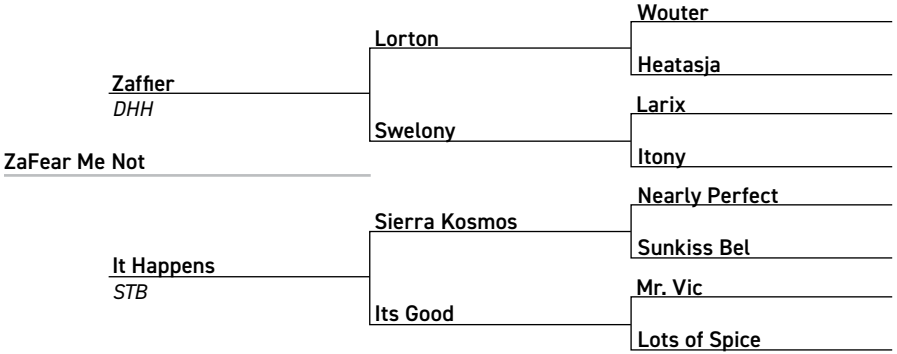 Wouter
Lorton
Heatasja
Zaffier
DHH
Larix
Swelony
Itony
ZaFear Me Not
Nearly Perfect
Sierra Kosmos
Sunkiss Bel
It Happens
STB
Mr. Vic
Its Good
Lots of Spice